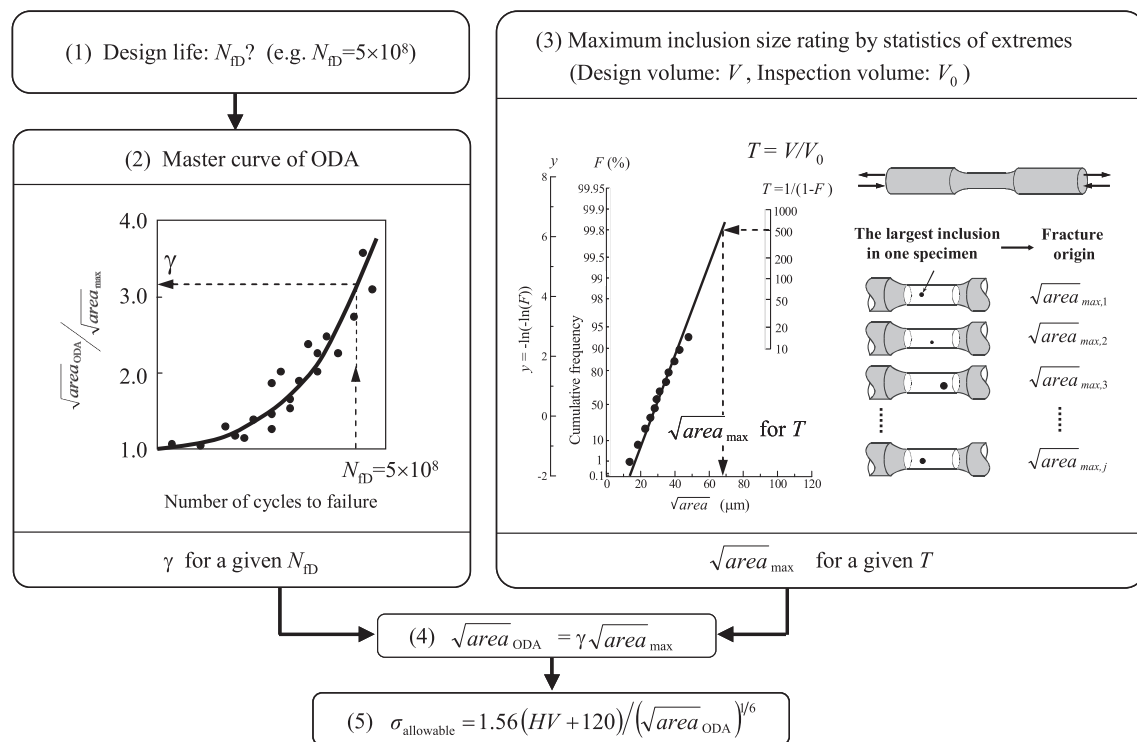 (1) Design life: N_fD? (e.g. N_fD=5×10⁸)
(2) Master curve of ODA
√area_ODA / √area_max
4.0
3.0
2.0
1.0
γ
N_fD=5×10⁸
Number of cycles to failure
γ for a given N_fD
(3) Maximum inclusion size rating by statistics of extremes
(Design volume: V, Inspection volume: V₀)
y
F (%)
T = V/V₀
T=1/(1-F)
y=-ln(-ln(F))
8
6
4
2
0
-2
Cumulative frequency
99.95
99.9
99.8
99.5
99
98
95
90
80
50
10
1
0.1
1000
500
200
100
50
20
10
√area_max for T
0 20 40 60 80 100 120
√area (μm)
The largest inclusion
in one specimen
Fracture
origin
√area_max,1
√area_max,2
√area_max,3
√area_max,j
√area_max for a given T
(4) √area_ODA = γ√area_max
(5) σ_allowable = 1.56(HV+120)/(√area_ODA)^1/6